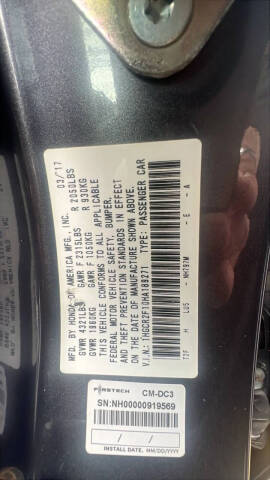 MFD. BY HONDA OF AMERICA MFG., INC. 03/17
GVWR 4321LBS GAWR F 2315LBS R 2050LBS
GVWR 1960KG GAWR F 1050KG R 930KG
THIS VEHICLE CONFORMS TO ALL APPLICABLE
FEDERAL MOTOR VEHICLE SAFETY, BUMPER,
AND THEFT PREVENTION STANDARDS IN EFFECT
ON THE DATE OF MANUFACTURE SHOWN ABOVE.
V.I.N.: 1HGCR2F10HA188271 TYPE: PASSENGER CAR
FIRSTECH CM-DC3
SN:NH00000919569
/ /
INSTALL DATE: MM/DD/YYYY